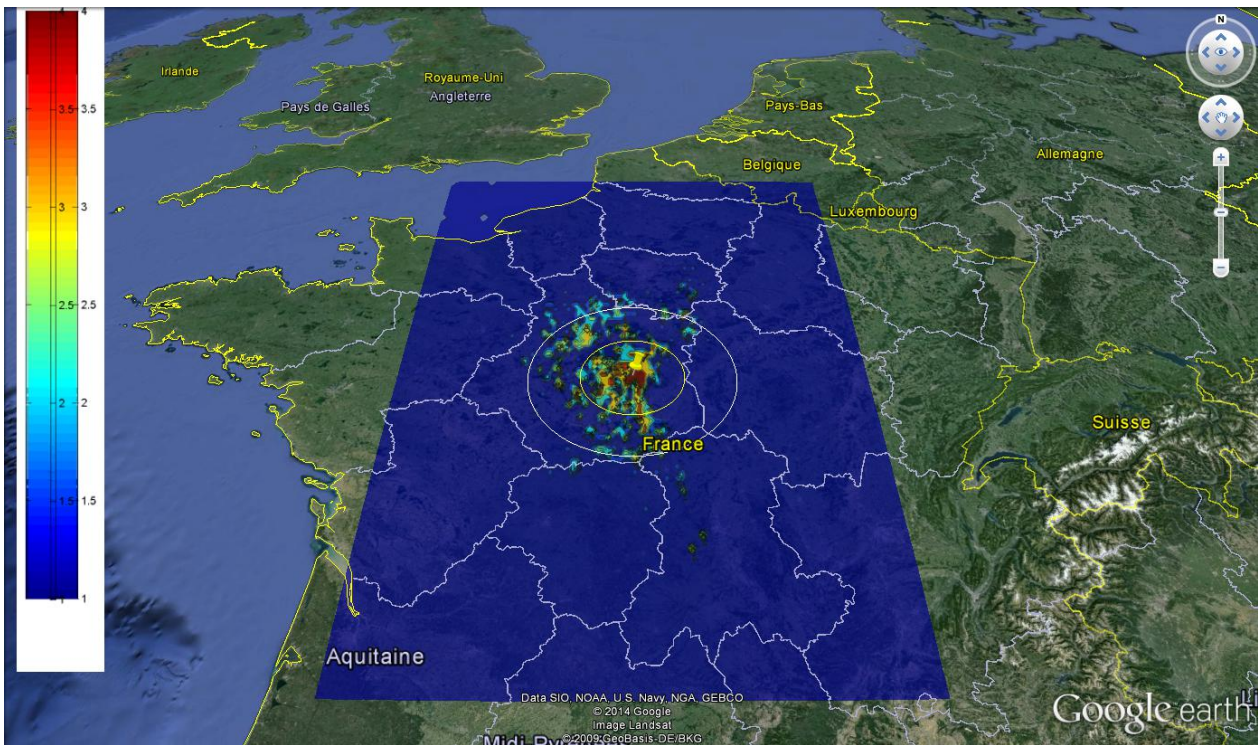 4 4
3.5 3.5
3 3
2.5 2.5
2 2
1.5 1.5
1 1
Irlande
Royaume-Uni
Pays de Galles
Angleterre
Pays-Bas
Belgique
Allemagne
Luxembourg
France
Suisse
Aquitaine
N
Data SIO, NOAA, U.S. Navy, NGA, GEBCO
© 2014 Google
Image Landsat
© 2009 GeoBasis-DE/BKG
Google earth